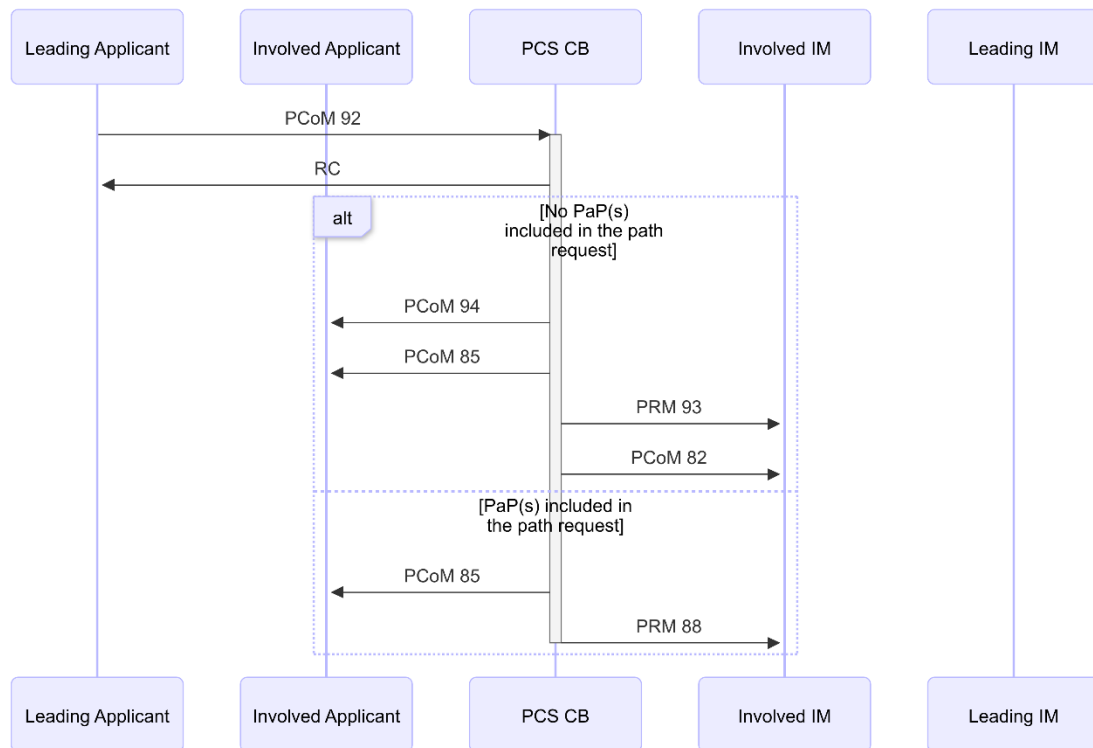 Leading Applicant
Involved Applicant
PCS CB
Involved IM
Leading IM
PCoM 92
RC
alt
[No PaP(s)
included in the path
request]
PCoM 94
PCoM 85
PRM 93
PCoM 82
[PaP(s) included in
the path request]
PCoM 85
PRM 88
Leading Applicant
Involved Applicant
PCS CB
Involved IM
Leading IM